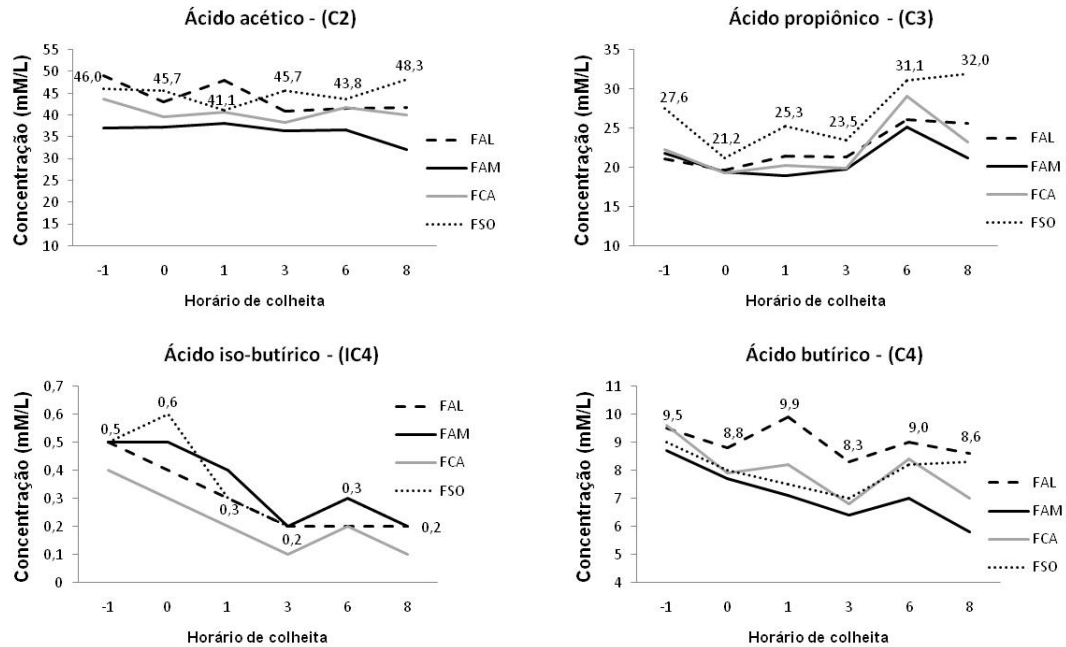 Ácido acético - (C2)
Concentração (mM/L)
55
50
45
40
35
30
25
20
15
10
46,0
45,7
41,1
45,7
43,8
48,3
FAL
FAM
FCA
FSO
-1 0 1 3 6 8
Horário de colheita
Ácido propiônico - (C3)
Concentração (mM/L)
35
30
25
20
15
10
27,6
21,2
25,3
23,5
31,1
32,0
FAL
FAM
FCA
FSO
-1 0 1 3 6 8
Horário de colheita
Ácido iso-butírico - (IC4)
Concentração (mM/L)
0,7
0,6
0,5
0,4
0,3
0,2
0,1
0
0,5
0,6
0,3
0,2
0,3
0,2
FAL
FAM
FCA
FSO
-1 0 1 3 6 8
Horário de colheita
Ácido butírico - (C4)
Concentração (mM/L)
11
10
9
8
7
6
5
4
9,5
8,8
9,9
8,3
9,0
8,6
FAL
FAM
FCA
FSO
-1 0 1 3 6 8
Horário de colheita